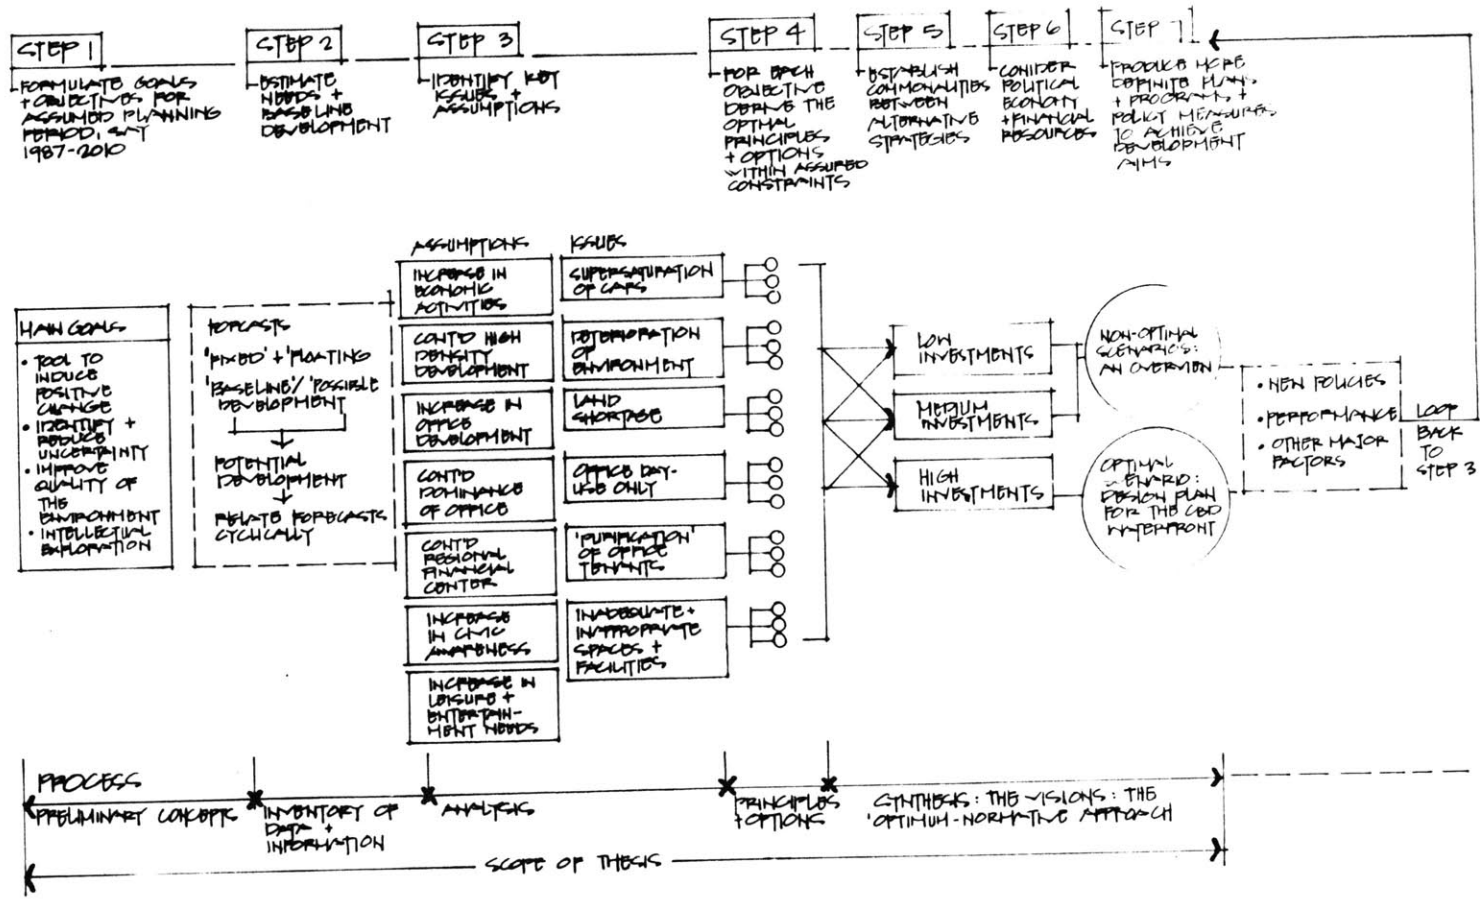 STEP 1
FORMULATE GOALS
+ OBJECTIVES FOR
ASSUMED PLANNING
PERIOD, SAY
1987-2010
STEP 2
ESTIMATE
NEEDS +
BASELINE
DEVELOPMENT
STEP 3
IDENTIFY KEY
ISSUES +
ASSUMPTIONS
STEP 4
FOR EACH
OBJECTIVE
DERIVE THE
OPTMAL
PRINCIPLES
+ OPTIONS
WITHIN ASSURED
CONSTRAINTS
STEP 5
ESTABLISH
COMMONALITIES
BETWEEN
ALTERNATIVE
STRATEGIES
STEP 6
CONIDER
POLITICAL
ECONOMY
+ FINANCIAL
RESOURCES
STEP 7
PRODUCE MORE
DEFINITE PLANS
+ PROGRAMS +
POLICY MEASURES
TO ACHIEVE
DEVELOPMENT
AIMS
MAIN GOALS
• TOOL TO
INDUCE
POSITIVE
CHANGE
• IDENTIFY +
REDUCE
UNCERTAINTY
• IMPROVE
QUALITY OF
THE
ENVIRONMENT
• INTELLECTUAL
EXPLORATION
FORCASTS
'FIXED' + 'FLOATING
'BASELINE'/'POSSIBLE
DEVELOPMENT
POTENTIAL
DEVELOPMENT
RELATE FORECASTS
CYCLICALLY
ASSUMPTIONS
INCREASE IN
ECONOMIC
ACTIVITIES
CONT'D HIGH
DENSITY
DEVELOPMENT
INCREASE IN
OFFICE
DEVELOPMENT
CONT'D
DOMINANCE
OF OFFICE
CONT'D
REGIONAL
FINANCIAL
CENTER
INCREASE
IN CIVIC
AWARENESS
INCREASE IN
LEISURE +
ENTERTAIN-
MENT NEEDS
ISSUES
SUPERSATURATION
OF CARS
DETERIORATION
OF
ENVIRONMENT
LAND
SHORTAGE
OFFICE DAY-
USE ONLY
'PURIFICATION'
OF OFFICE
TENANTS
INADEQUATE +
INAPPROPRIATE
SPACES +
FACILITIES
LOW
INVESTMENTS
MEDIUM
INVESTMENTS
HIGH
INVESTMENTS
NON-OPTIMAL
SCENARIOS:
AN OVERVIEW
OPTIMAL
SCENARIO:
DESIGN PLAN
FOR THE CBD
WATERFRONT
• NEW POLICIES
• PERFORMANCE
• OTHER MAJOR
FACTORS
LOOP
BACK
TO
STEP 3
PROCESS
PRELIMINARY CONCEPTS
INVENTORY OF
DATA +
INFORMATION
ANALYSIS
PRINCIPLES
+ OPTIONS
SYNTHESIS: THE VISIONS: THE
'OPTIMUM-NORMATIVE APPROACH
SCOPE OF THESIS